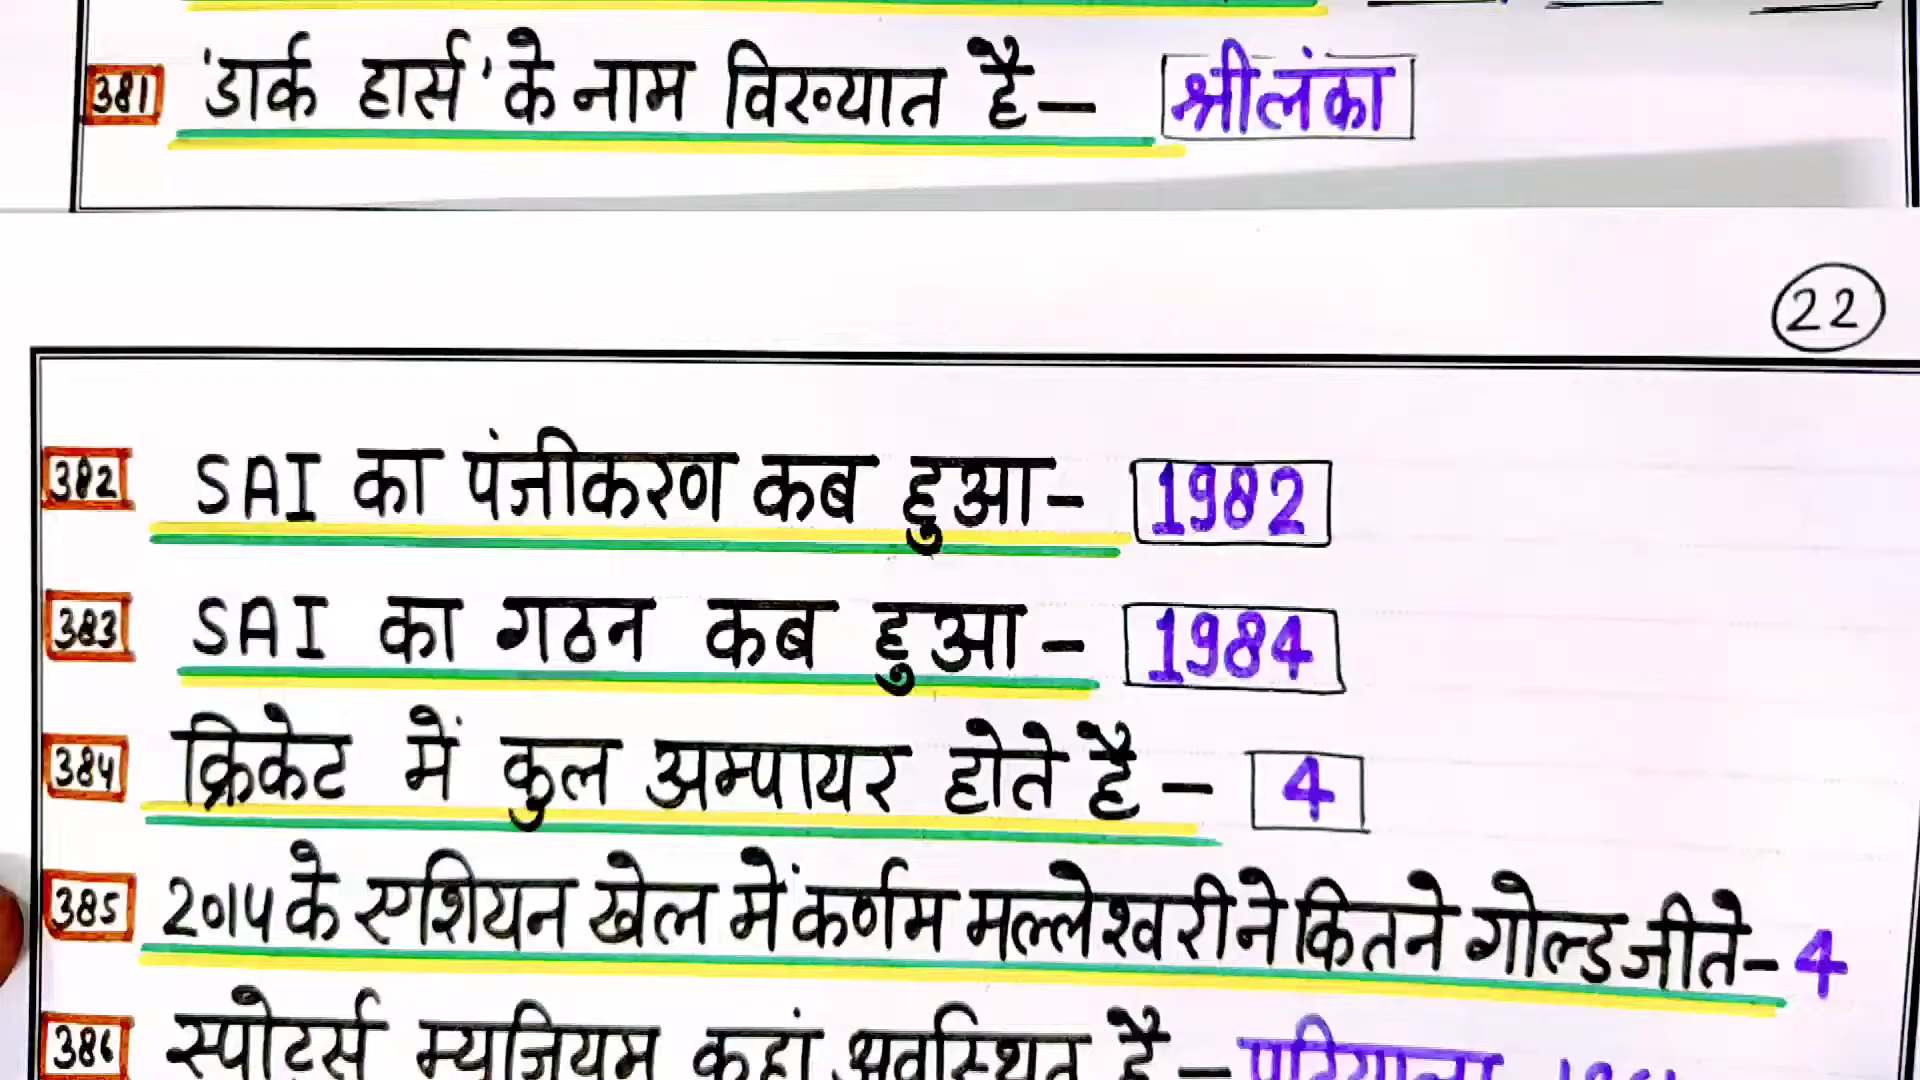 381 'डार्क हार्स' के नाम विख्यात है— श्रीलंका
22
382 SAI का पंजीकरण कब हुआ- 1982
383 SAI का गठन कब हुआ - 1984
384 क्रिकेट में कुल अम्पायर होते है - 4
385 2014 के एशियन खेल में कर्णम मल्लेश्वरी ने कितने गोल्ड जीते- 4
386 स्पोर्ट्स म्यूजियम कहां अवस्थित है - पटियाला